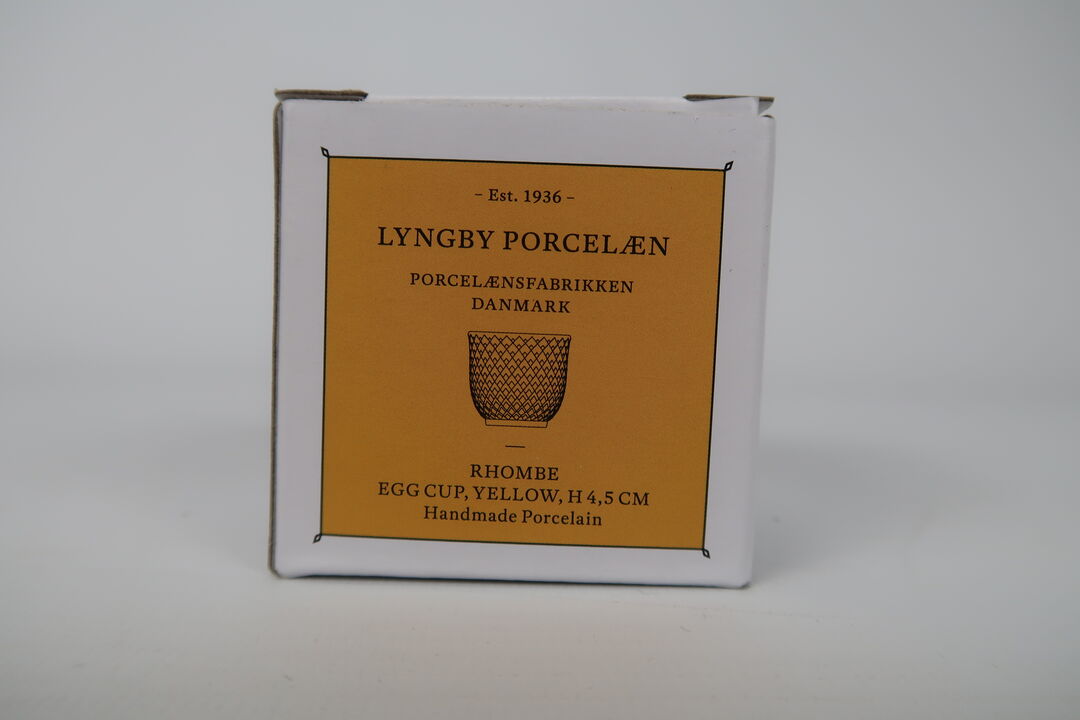 – Est. 1936 –
LYNGBY PORCELÆN
PORCELÆNSFABRIKKEN
DANMARK
RHOMBE
EGG CUP, YELLOW, H 4,5 CM
Handmade Porcelain